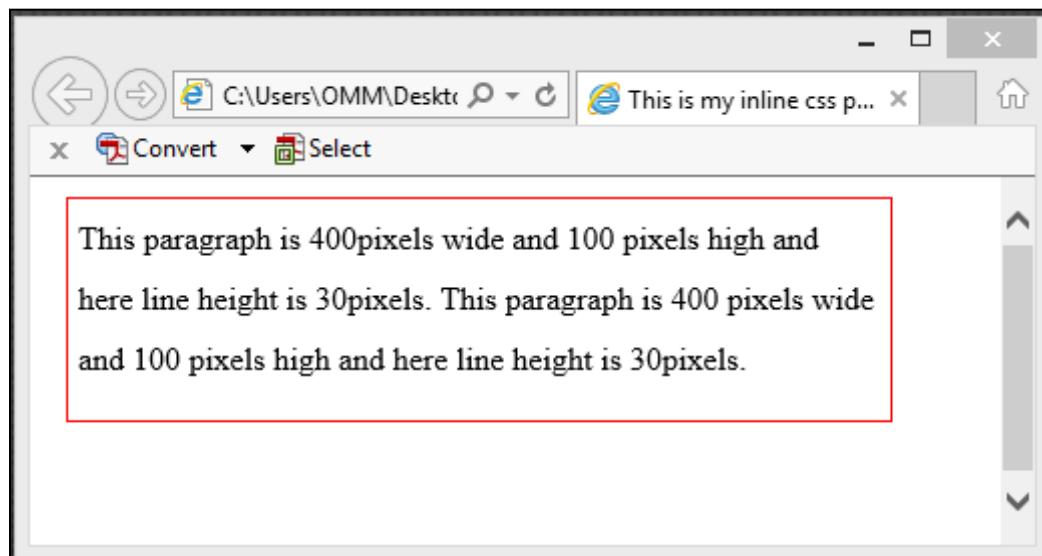 C:\Users\OMM\Deskto
This is my inline css p...
Convert
Select
This paragraph is 400pixels wide and 100 pixels high and
here line height is 30pixels. This paragraph is 400 pixels wide
and 100 pixels high and here line height is 30pixels.